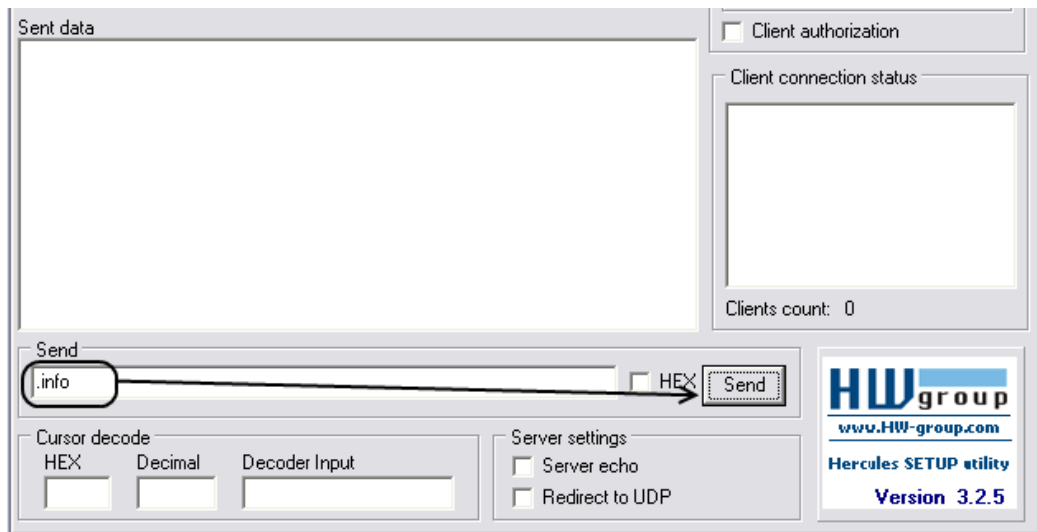 Sent data
Client authorization
Client connection status
Clients count: 0
Send
.info
HEX
Send
Cursor decode
HEX Decimal Decoder Input
Server settings
Server echo
Redirect to UDP
HWgroup
www.HW-group.com
Hercules SETUP utility
Version 3.2.5